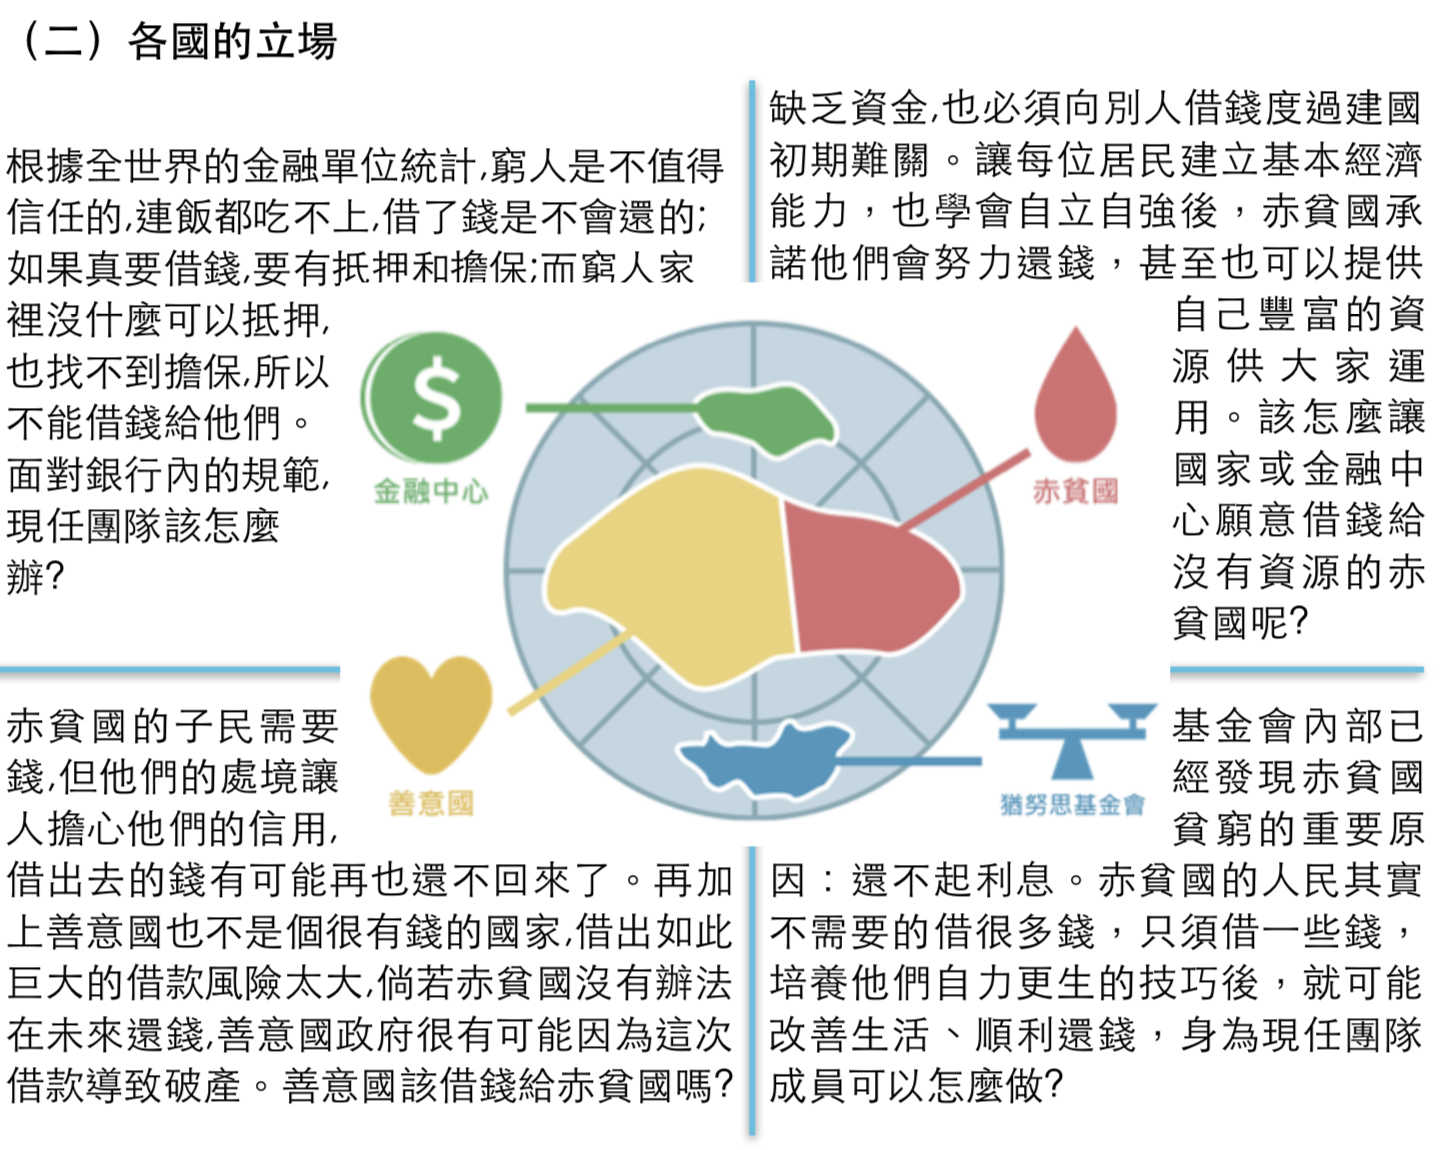 （二）各國的立場
根據全世界的金融單位統計,窮人是不值得
信任的,連飯都吃不上,借了錢是不會還的;
如果真要借錢,要有抵押和擔保;而窮人家
裡沒什麼可以抵押,
也找不到擔保,所以
不能借錢給他們。
面對銀行內的規範,
現任團隊該怎麼
辦?
缺乏資金,也必須向別人借錢度過建國
初期難關。讓每位居民建立基本經濟
能力，也學會自立自強後，赤貧國承
諾他們會努力還錢，甚至也可以提供
自己豐富的資
源供大家運
用。該怎麼讓
國家或金融中
心願意借錢給
沒有資源的赤
貧國呢?
$
金融中心
赤貧國
善意國
猶努思基金會
赤貧國的子民需要
錢,但他們的處境讓
人擔心他們的信用,
借出去的錢有可能再也還不回來了。再加
上善意國也不是個很有錢的國家,借出如此
巨大的借款風險太大,倘若赤貧國沒有辦法
在未來還錢,善意國政府很有可能因為這次
借款導致破產。善意國該借錢給赤貧國嗎?
基金會內部已
經發現赤貧國
貧窮的重要原
因：還不起利息。赤貧國的人民其實
不需要的借很多錢，只須借一些錢，
培養他們自力更生的技巧後，就可能
改善生活、順利還錢，身為現任團隊
成員可以怎麼做?